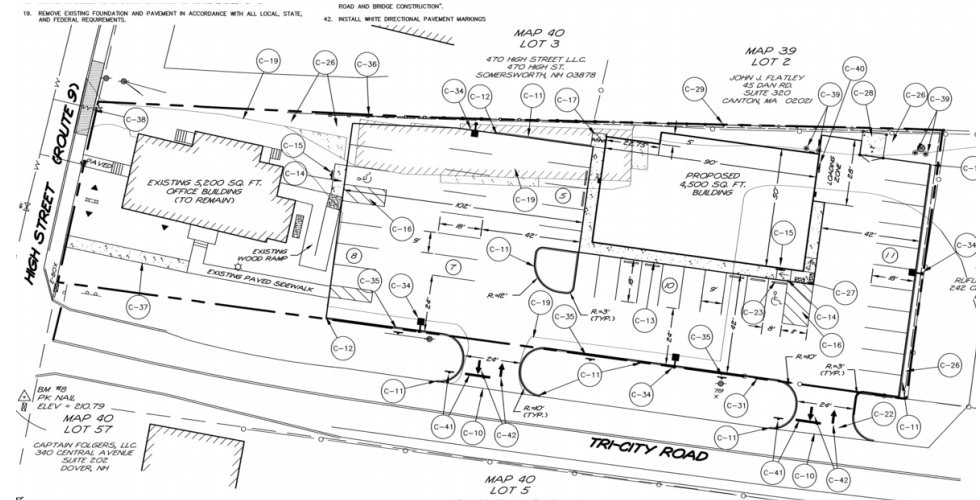 19. REMOVE EXISTING FOUNDATION AND PAVEMENT IN ACCORDANCE WITH ALL LOCAL, STATE,
AND FEDERAL REQUIREMENTS.
ROAD AND BRIDGE CONSTRUCTION".
42. INSTALL WHITE DIRECTIONAL PAVEMENT MARKINGS
MAP 40
LOT 3
470 HIGH STREET L.L.C.
470 HIGH ST.
SOMERSWORTH, NH 03878
MAP 39
LOT 2
JOHN J. FLATLEY
45 DAN RD.
SUITE 320
CANTON, MA 02021
C-19
C-26
C-36
C-34
C-12
C-11
C-17
C-29
C-39
C-40
C-28
C-26
C-39
C-38
C-15
C-14
C-16
C-19
HIGH STREET (ROUTE 9)
PAVED
EXISTING 5,200 SQ. FT.
OFFICE BUILDING
(TO REMAIN)
EXISTING
WOOD RAMP
EXISTING PAVED SIDEWALK
22.75'
5'
90'
PROPOSED
4,500 SQ. FT.
BUILDING
50'
LOADING
ZONE
28'
5
102'
18'
9'
8
7
24'
C-11
R=12'
R=3'
(TYP.)
C-19
C-35
C-13
18'
10
9'
24'
42'
C-15
C-23
C-27
C-14
C-16
8'
42'
11
18'
C-34
RUFU
242 C
C-37
C-35
C-34
C-12
C-11
24'
R=10'
(TYP.)
C-11
C-34
C-35
C-31
R=10'
R=3'
(TYP.)
C-26
24'
C-22
C-11
C-11
C-41
C-10
C-42
C-41
C-10
C-42
TRI-CITY ROAD
BM #8
PK NAIL
ELEV = 210.79
MAP 40
LOT 57
CAPTAIN FOLGERS, LLC.
340 CENTRAL AVENUE
SUITE 202
DOVER, NH
MAP 40
LOT 5